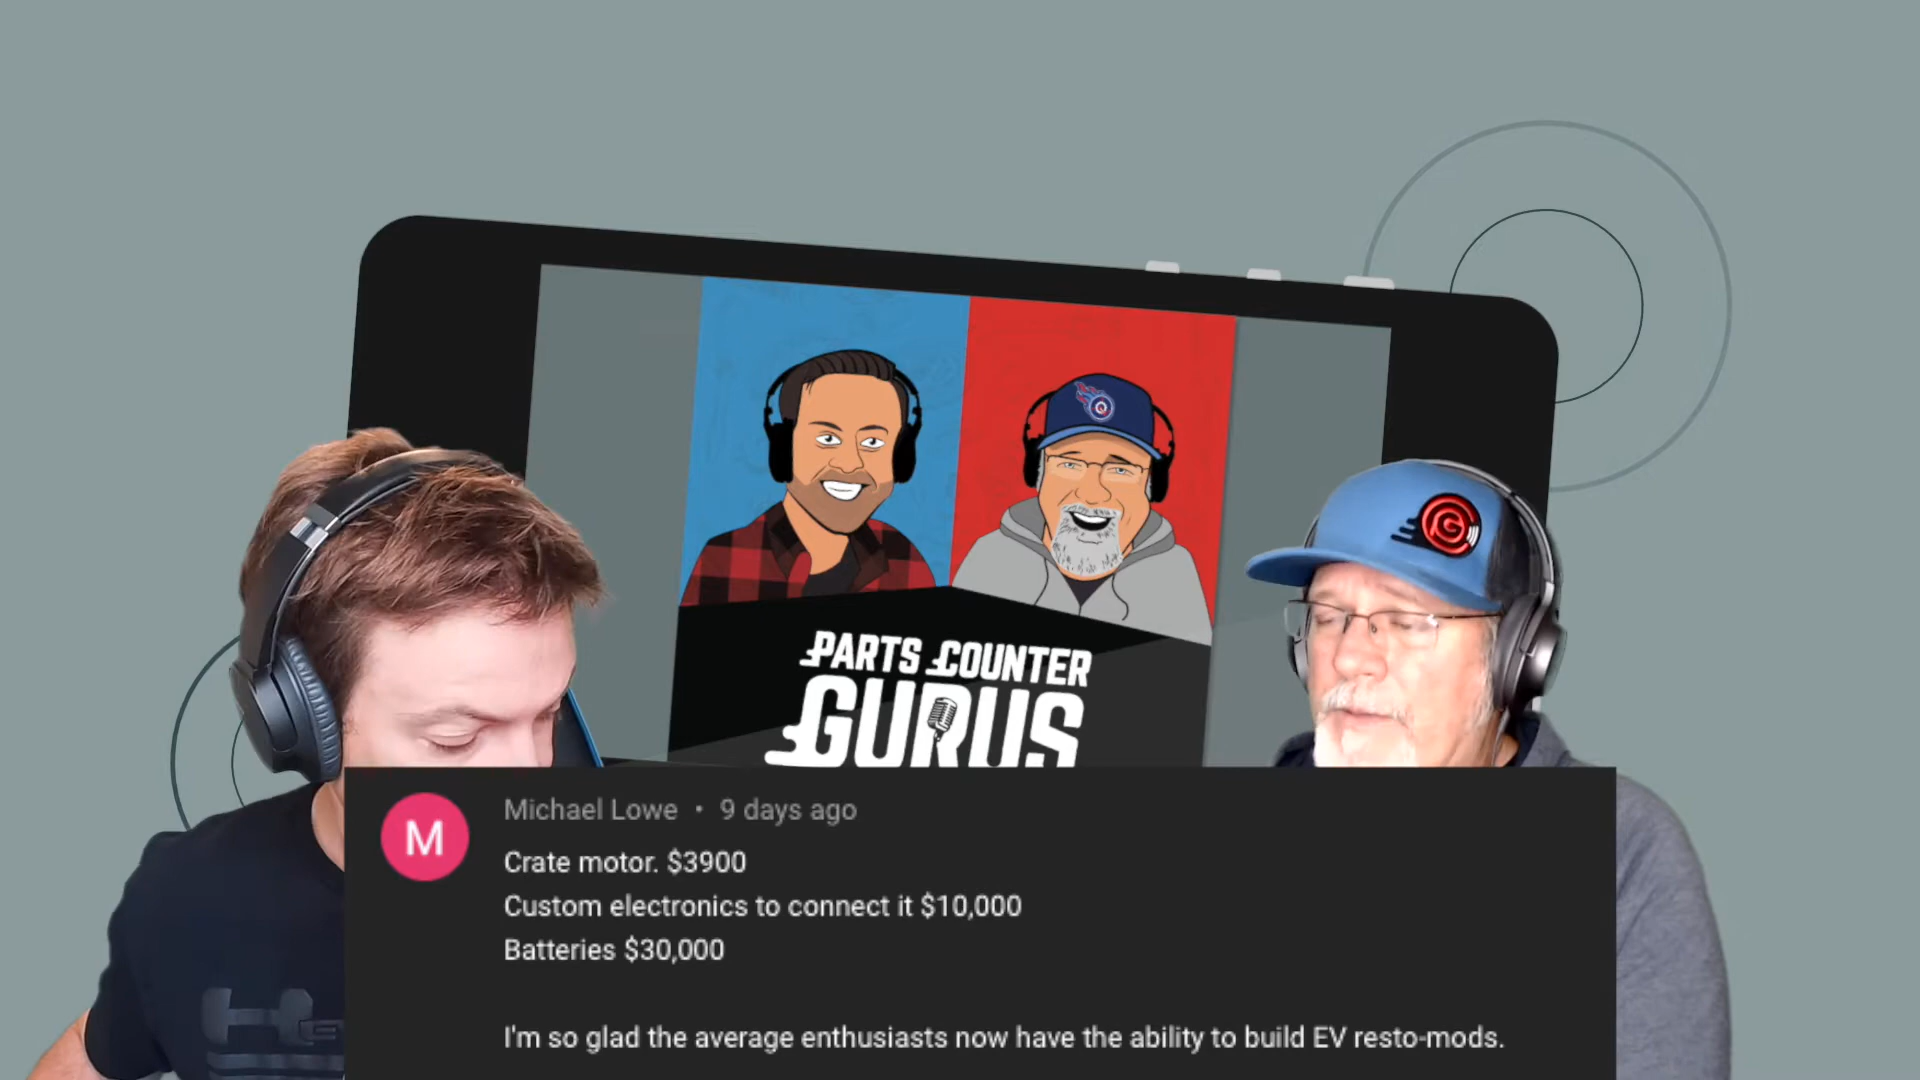 PARTS COUNTER
GURUS
M
Michael Lowe • 9 days ago
Crate motor. $3900
Custom electronics to connect it $10,000
Batteries $30,000
I'm so glad the average enthusiasts now have the ability to build EV resto-mods.